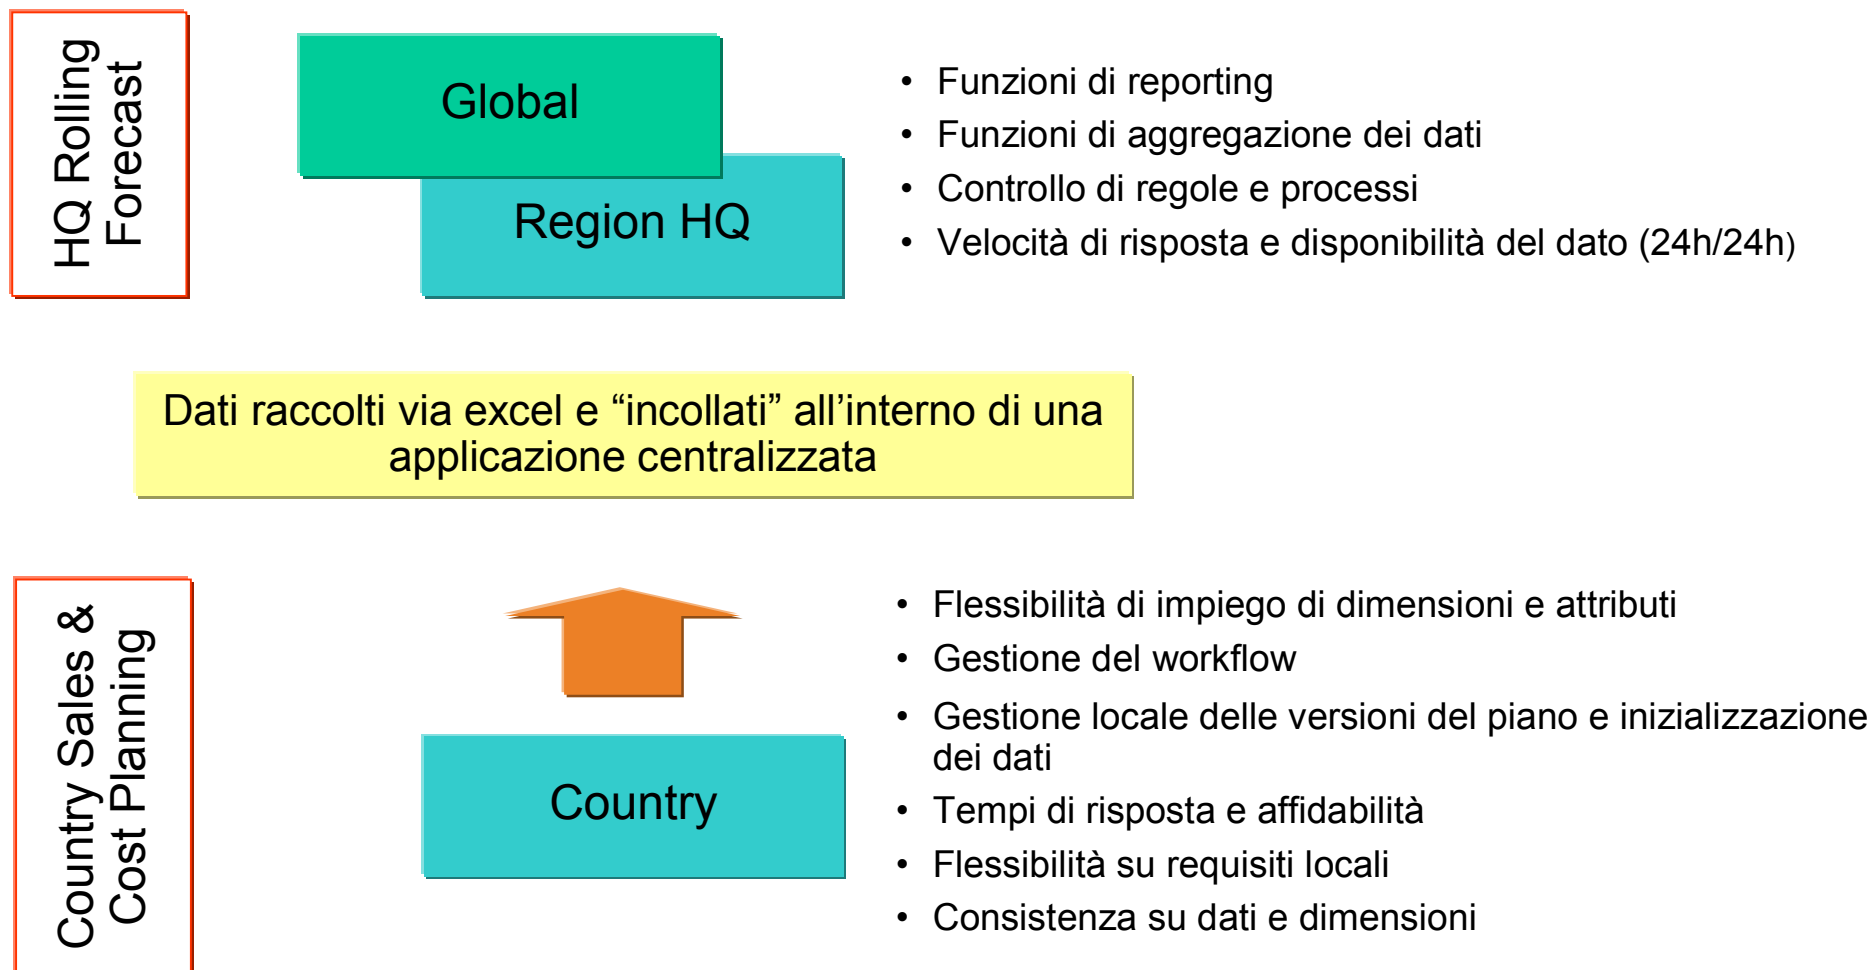 HQ Rolling
Forecast
Global
Region HQ
• Funzioni di reporting
• Funzioni di aggregazione dei dati
• Controllo di regole e processi
• Velocità di risposta e disponibilità del dato (24h/24h)
Dati raccolti via excel e “incollati” all’interno di una
applicazione centralizzata
Country Sales &
Cost Planning
Country
• Flessibilità di impiego di dimensioni e attributi
• Gestione del workflow
• Gestione locale delle versioni del piano e inizializzazione
dei dati
• Tempi di risposta e affidabilità
• Flessibilità su requisiti locali
• Consistenza su dati e dimensioni